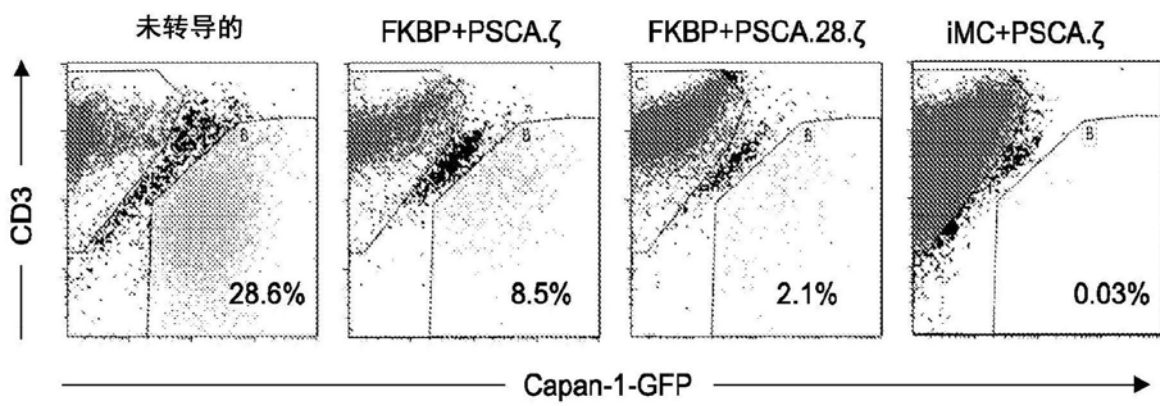 未转导的 FKBP+PSCA.ζ FKBP+PSCA.28.ζ iMC+PSCA.ζ
C C C C
B B B B
CD3
28.6% 8.5% 2.1% 0.03%
Capan-1-GFP